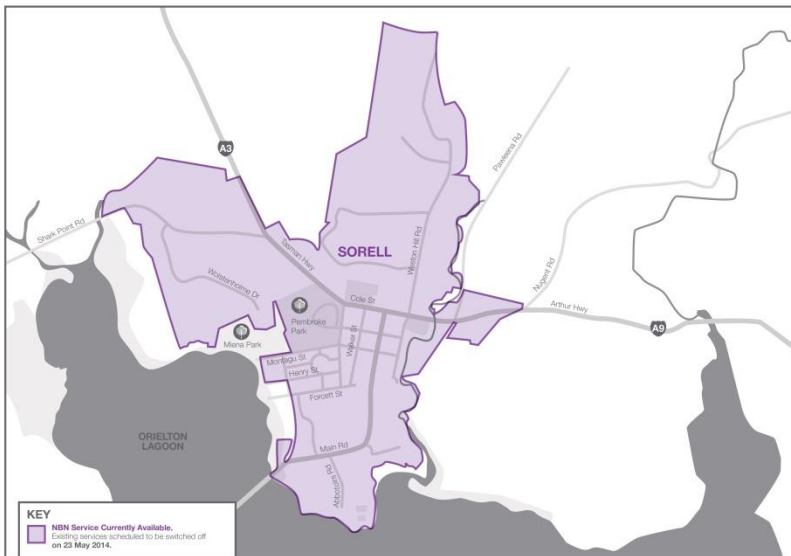 A3
Shark Point Rd
Tasman Hwy
SORELL
Weston Hill Rd
Pawleena Rd
Nugent Rd
Wolstenholme Dr
Cole St
Arthur Hwy
A9
Pembroke
Park
Miena Park
Walker St
Montagu St
Henry St
Forcett St
ORIELTON
LAGOON
Main Rd
KEY
NBN Service Currently Available.
Existing services scheduled to be switched off
on 23 May 2014.